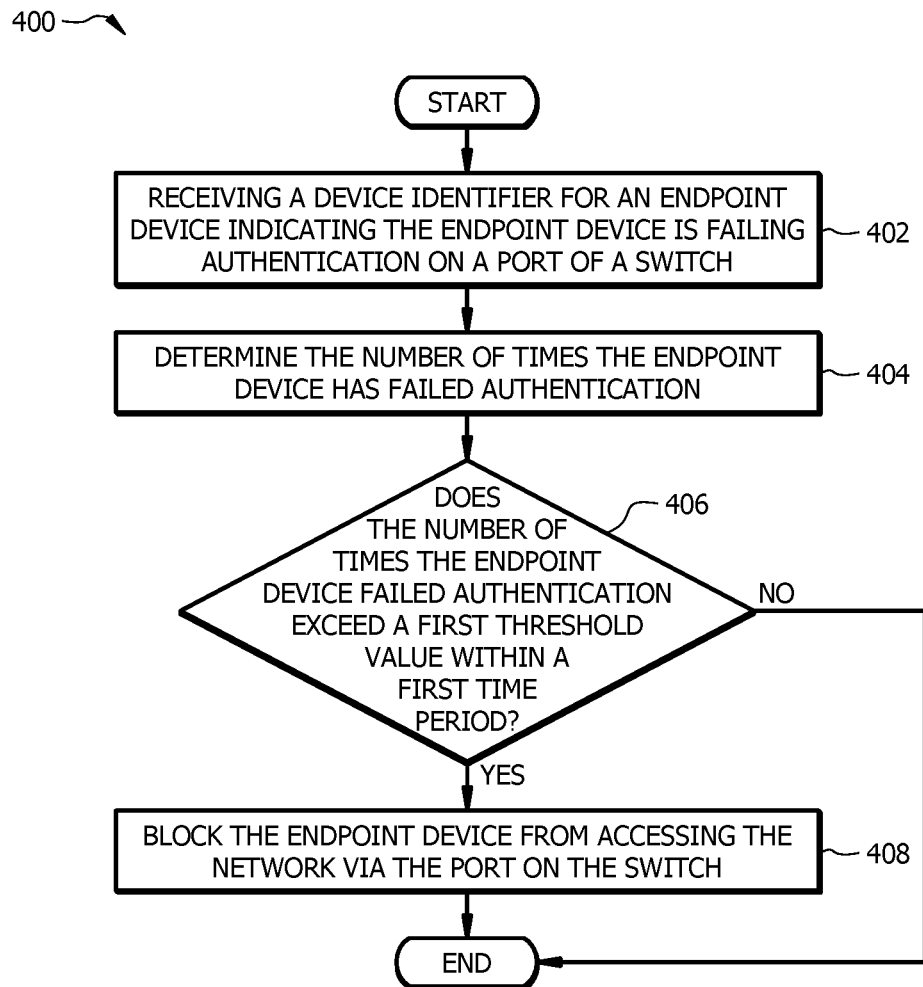 400
START
RECEIVING A DEVICE IDENTIFIER FOR AN ENDPOINT
DEVICE INDICATING THE ENDPOINT DEVICE IS FAILING
AUTHENTICATION ON A PORT OF A SWITCH
402
DETERMINE THE NUMBER OF TIMES THE ENDPOINT
DEVICE HAS FAILED AUTHENTICATION
404
DOES
THE NUMBER OF
TIMES THE ENDPOINT
DEVICE FAILED AUTHENTICATION
EXCEED A FIRST THRESHOLD
VALUE WITHIN A
FIRST TIME
PERIOD?
406
NO
YES
BLOCK THE ENDPOINT DEVICE FROM ACCESSING THE
NETWORK VIA THE PORT ON THE SWITCH
408
END